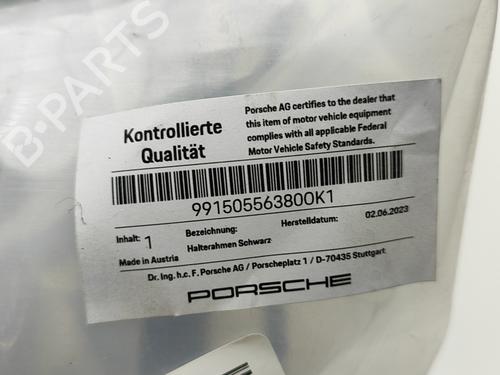 B-PARTS
Kontrollierte
Qualität
Porsche AG certifies to the dealer that
this item of motor vehicle equipment
complies with all applicable Federal
Motor Vehicle Safety Standards.
99150556380OK1
Inhalt: 1
Bezeichnung:
Herstelldatum:
02.06.2023
Made in Austria
Halterahmen Schwarz
Dr. Ing. h.c. F. Porsche AG / Porscheplatz 1 / D-70435 Stuttgart
PORSCHE